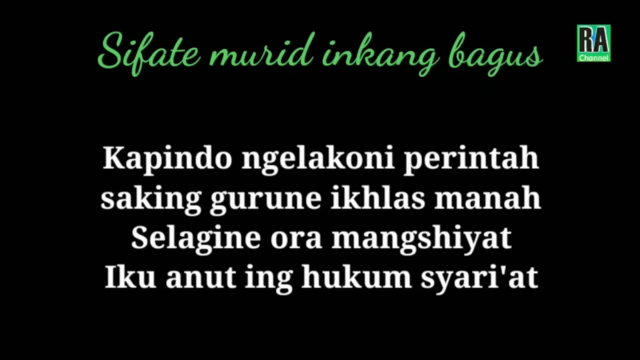 Sifate murid inkang bagus
RA
Channel
Kapindo ngelakoni perintah
saking gurune ikhlas manah
Selagine ora mangshiyat
Iku anut ing hukum syari'at